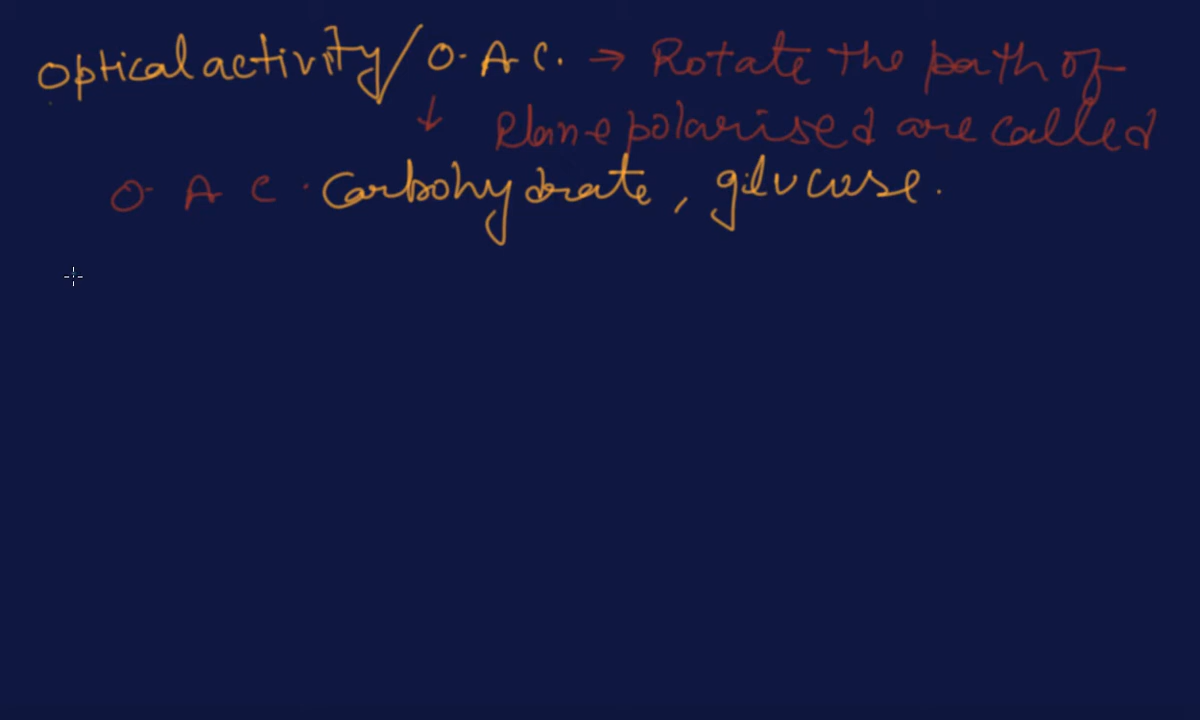 Optical activity/ O. A C. → Rotate the path of
↓ Plane polarised are called
O A C. Carbohydrate, glucose.